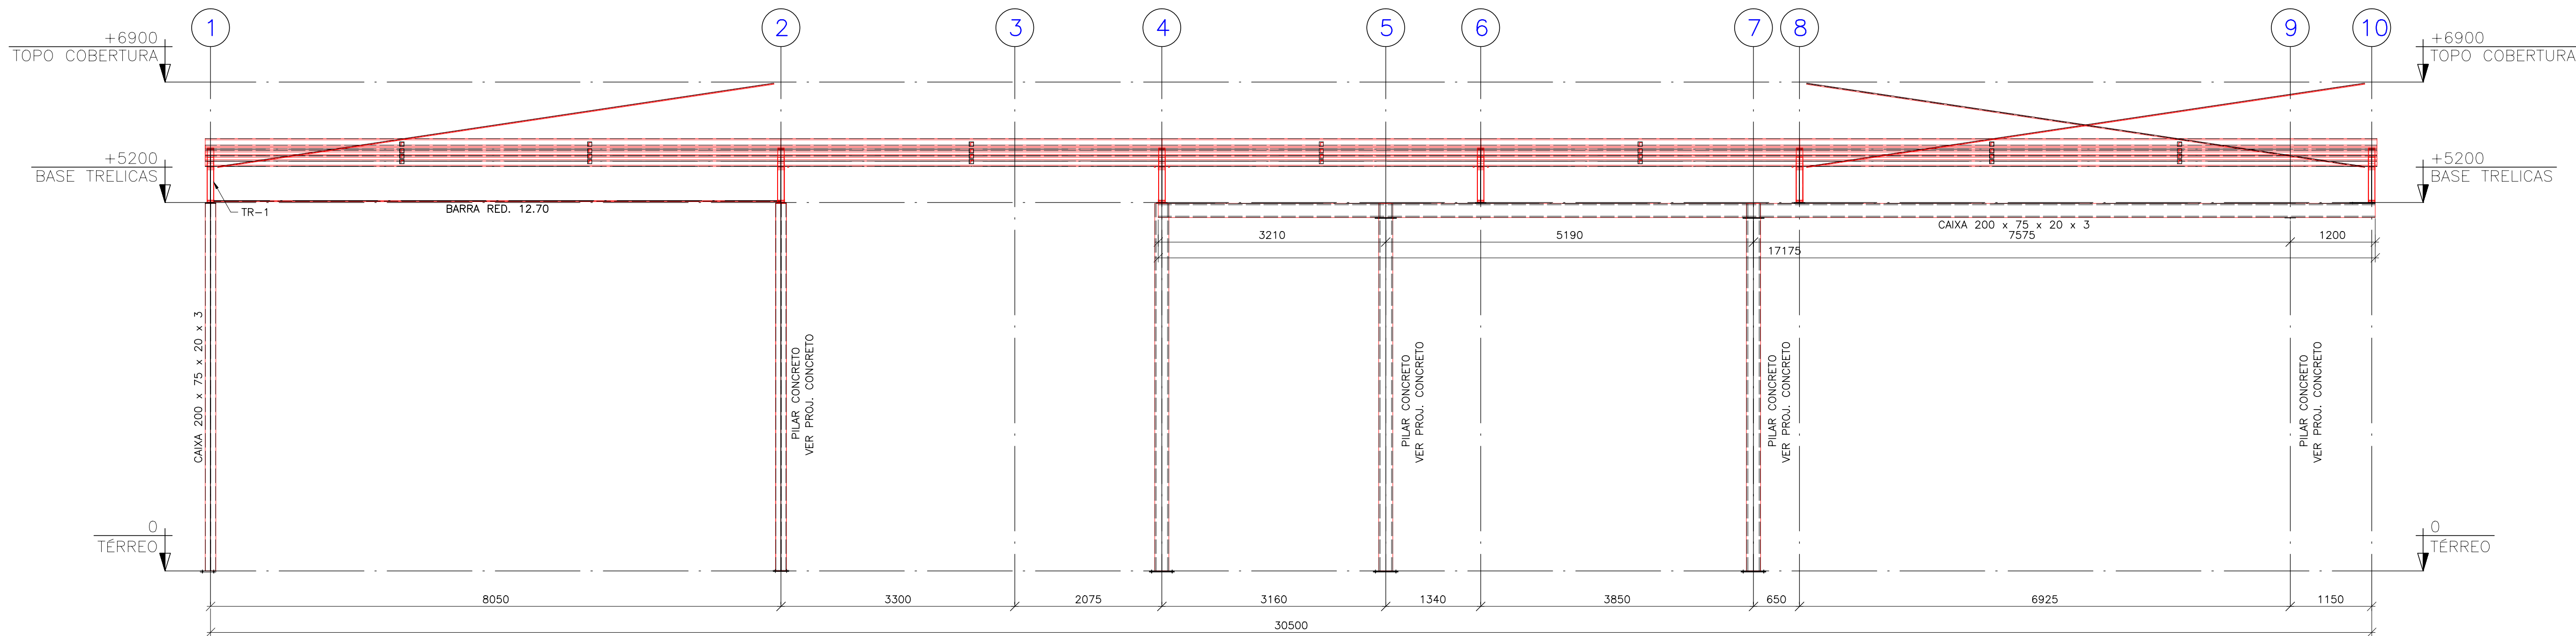 1 2 3 4 5 6 7 8 9 10
+6900
TOPO COBERTURA
+6900
TOPO COBERTURA
+5200
BASE TRELICAS
+5200
BASE TRELICAS
TR-1
BARRA RED. 12.70
CAIXA 200 x 75 x 20 x 3
3210 5190 7575 1200
17175
CAIXA 200 x 75 x 20 x 3
PILAR CONCRETO
VER PROJ. CONCRETO
PILAR CONCRETO
VER PROJ. CONCRETO
PILAR CONCRETO
VER PROJ. CONCRETO
PILAR CONCRETO
VER PROJ. CONCRETO
0
TÉRREO
0
TÉRREO
8050 3300 2075 3160 1340 3850 650 6925 1150
30500